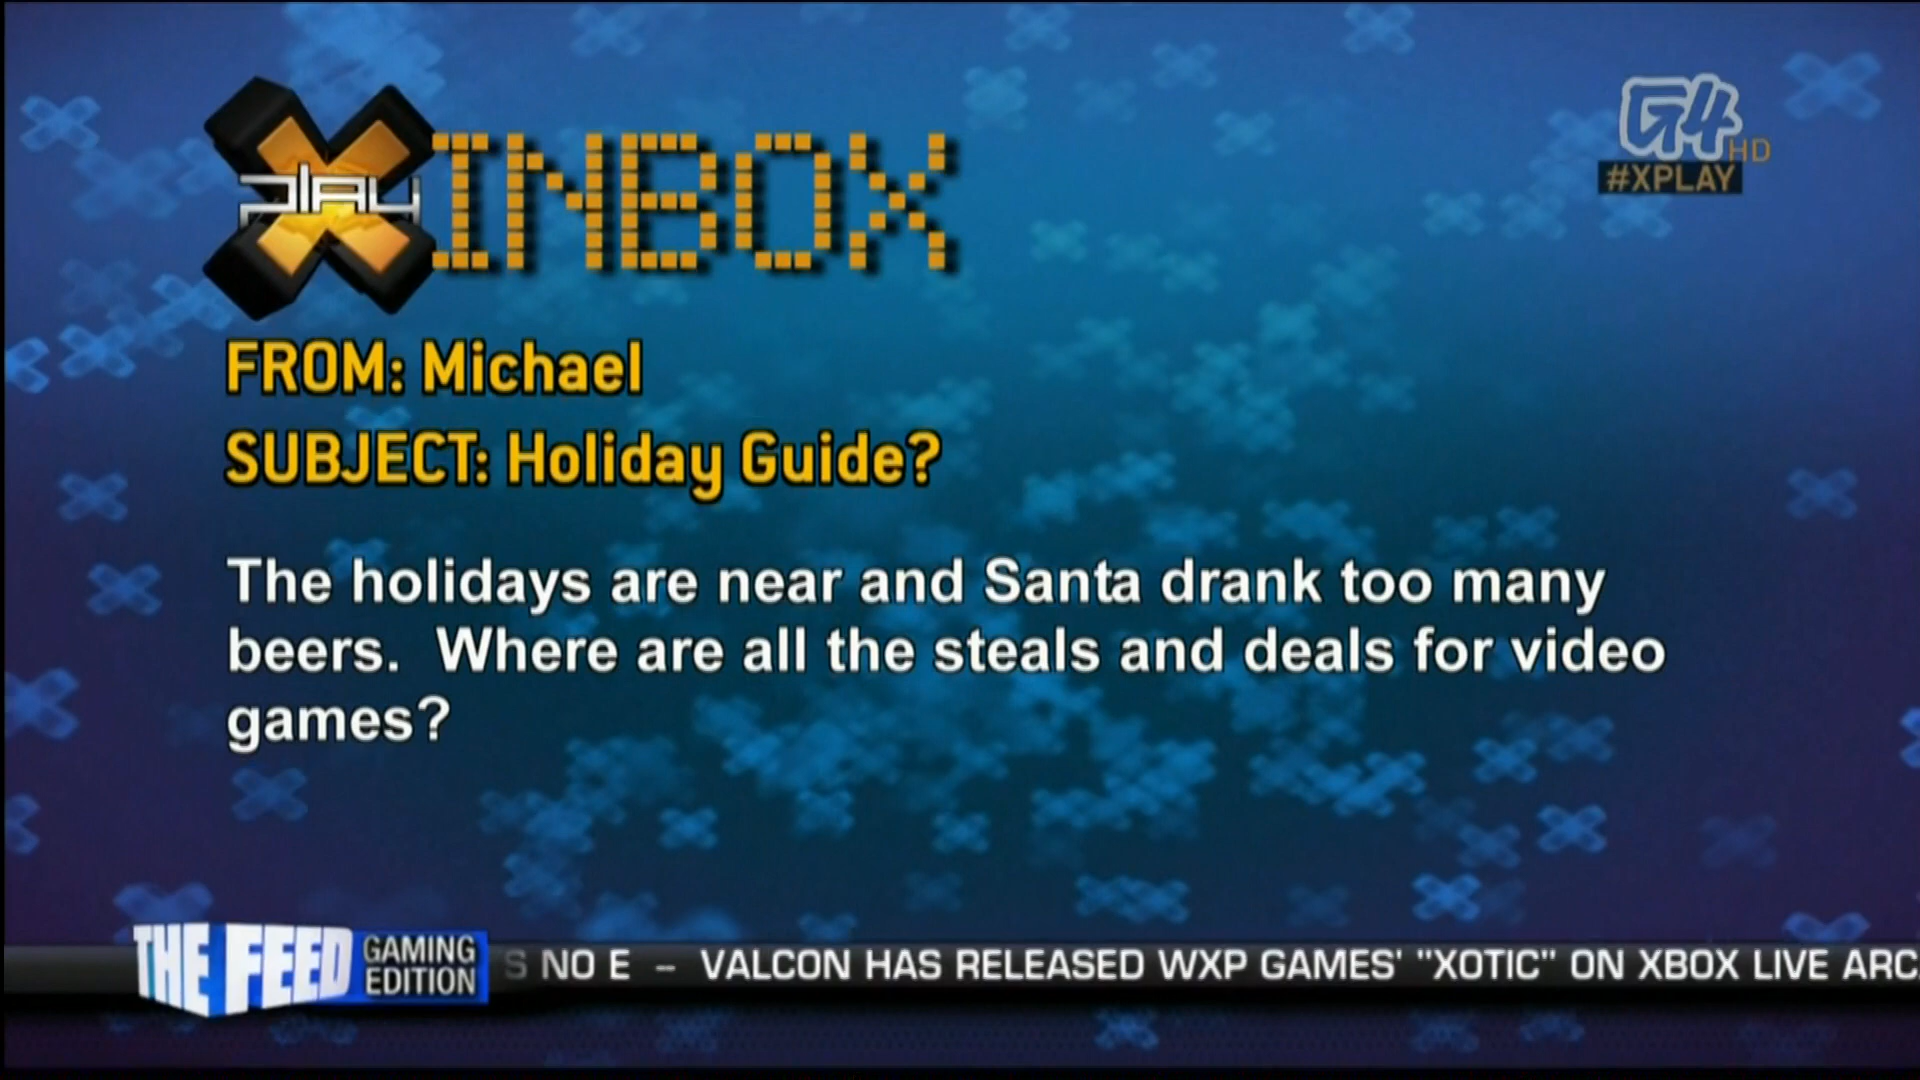 play
INBOX
G4
HD
#XPLAY
FROM: Michael
SUBJECT: Holiday Guide?
The holidays are near and Santa drank too many
beers.  Where are all the steals and deals for video
games?
THE FEED
GAMING
EDITION
S NO E – VALCON HAS RELEASED WXP GAMES' "XOTIC" ON XBOX LIVE ARC